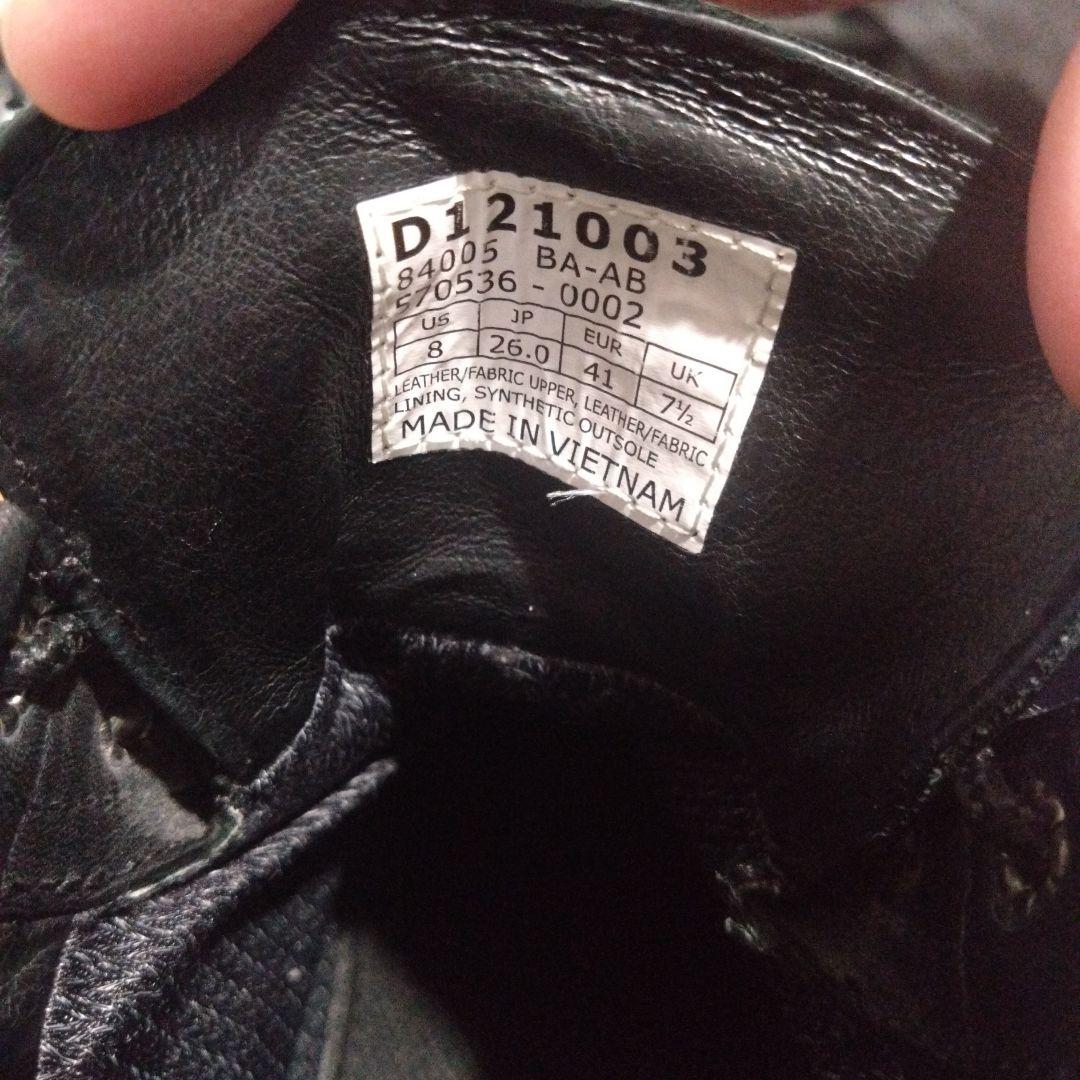 D121003
84005 BA-AB
570536 - 0002
US JP EUR UK
8 26.0 41 7½
LEATHER/FABRIC UPPER, LEATHER/FABRIC
LINING, SYNTHETIC OUTSOLE
MADE IN VIETNAM